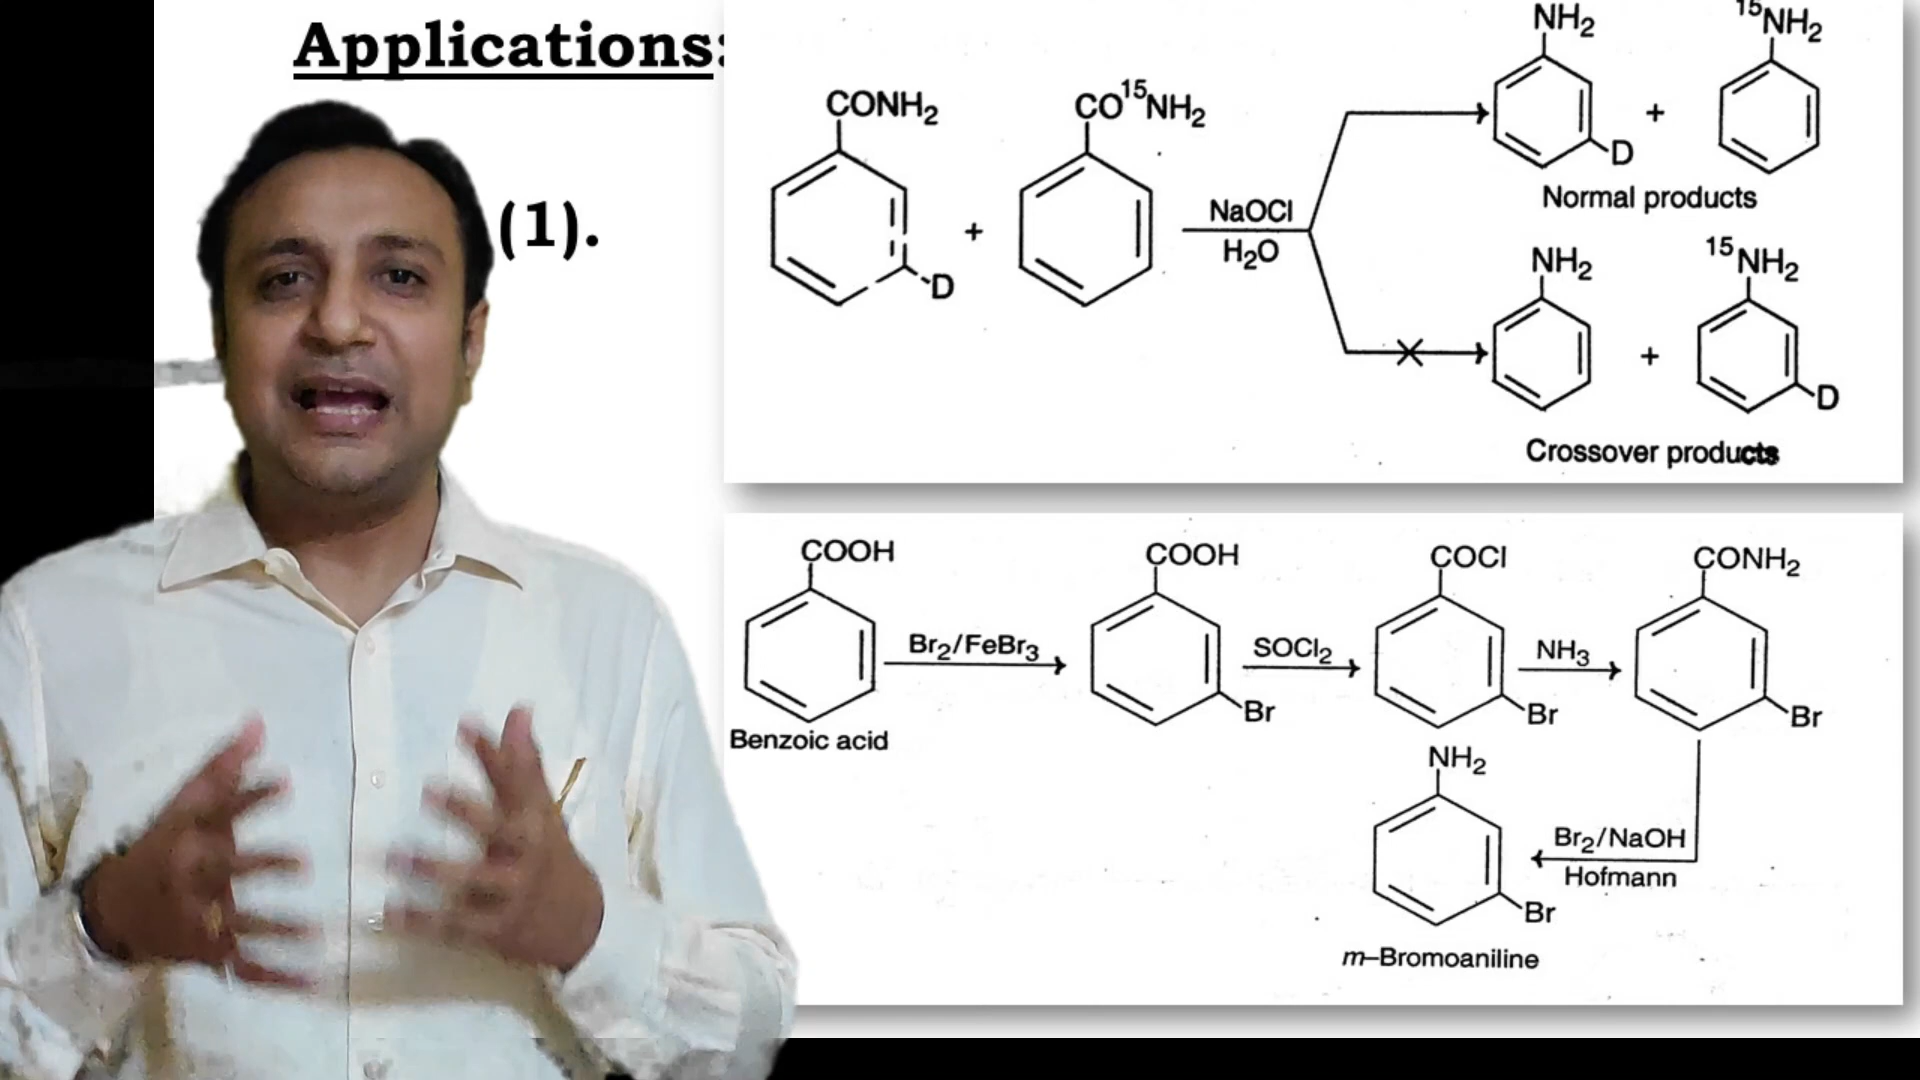 Applications:
(1).
CONH₂
CO¹⁵NH₂
D
+
NaOCl
H₂O
NH₂
¹⁵NH₂
D
+
Normal products
NH₂
¹⁵NH₂
+
D
Crossover products
COOH
Benzoic acid
Br₂/FeBr₃
COOH
Br
SOCl₂
COCl
Br
NH₃
CONH₂
Br
Br₂/NaOH
Hofmann
NH₂
Br
m–Bromoaniline